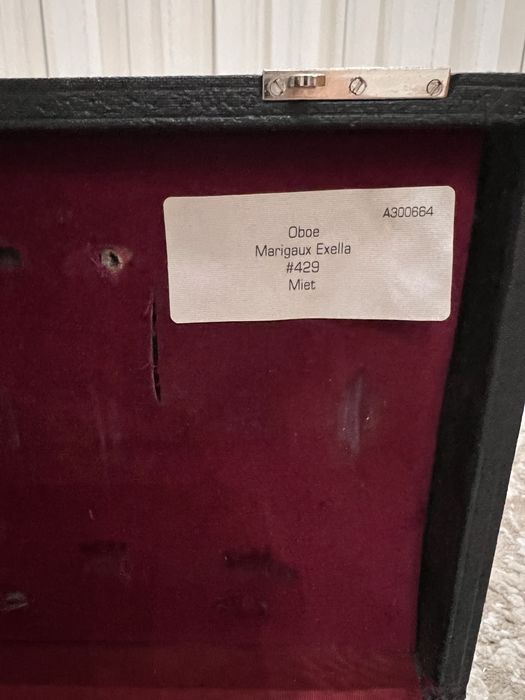 A300664
Oboe
Marigaux Exella
#429
Miet